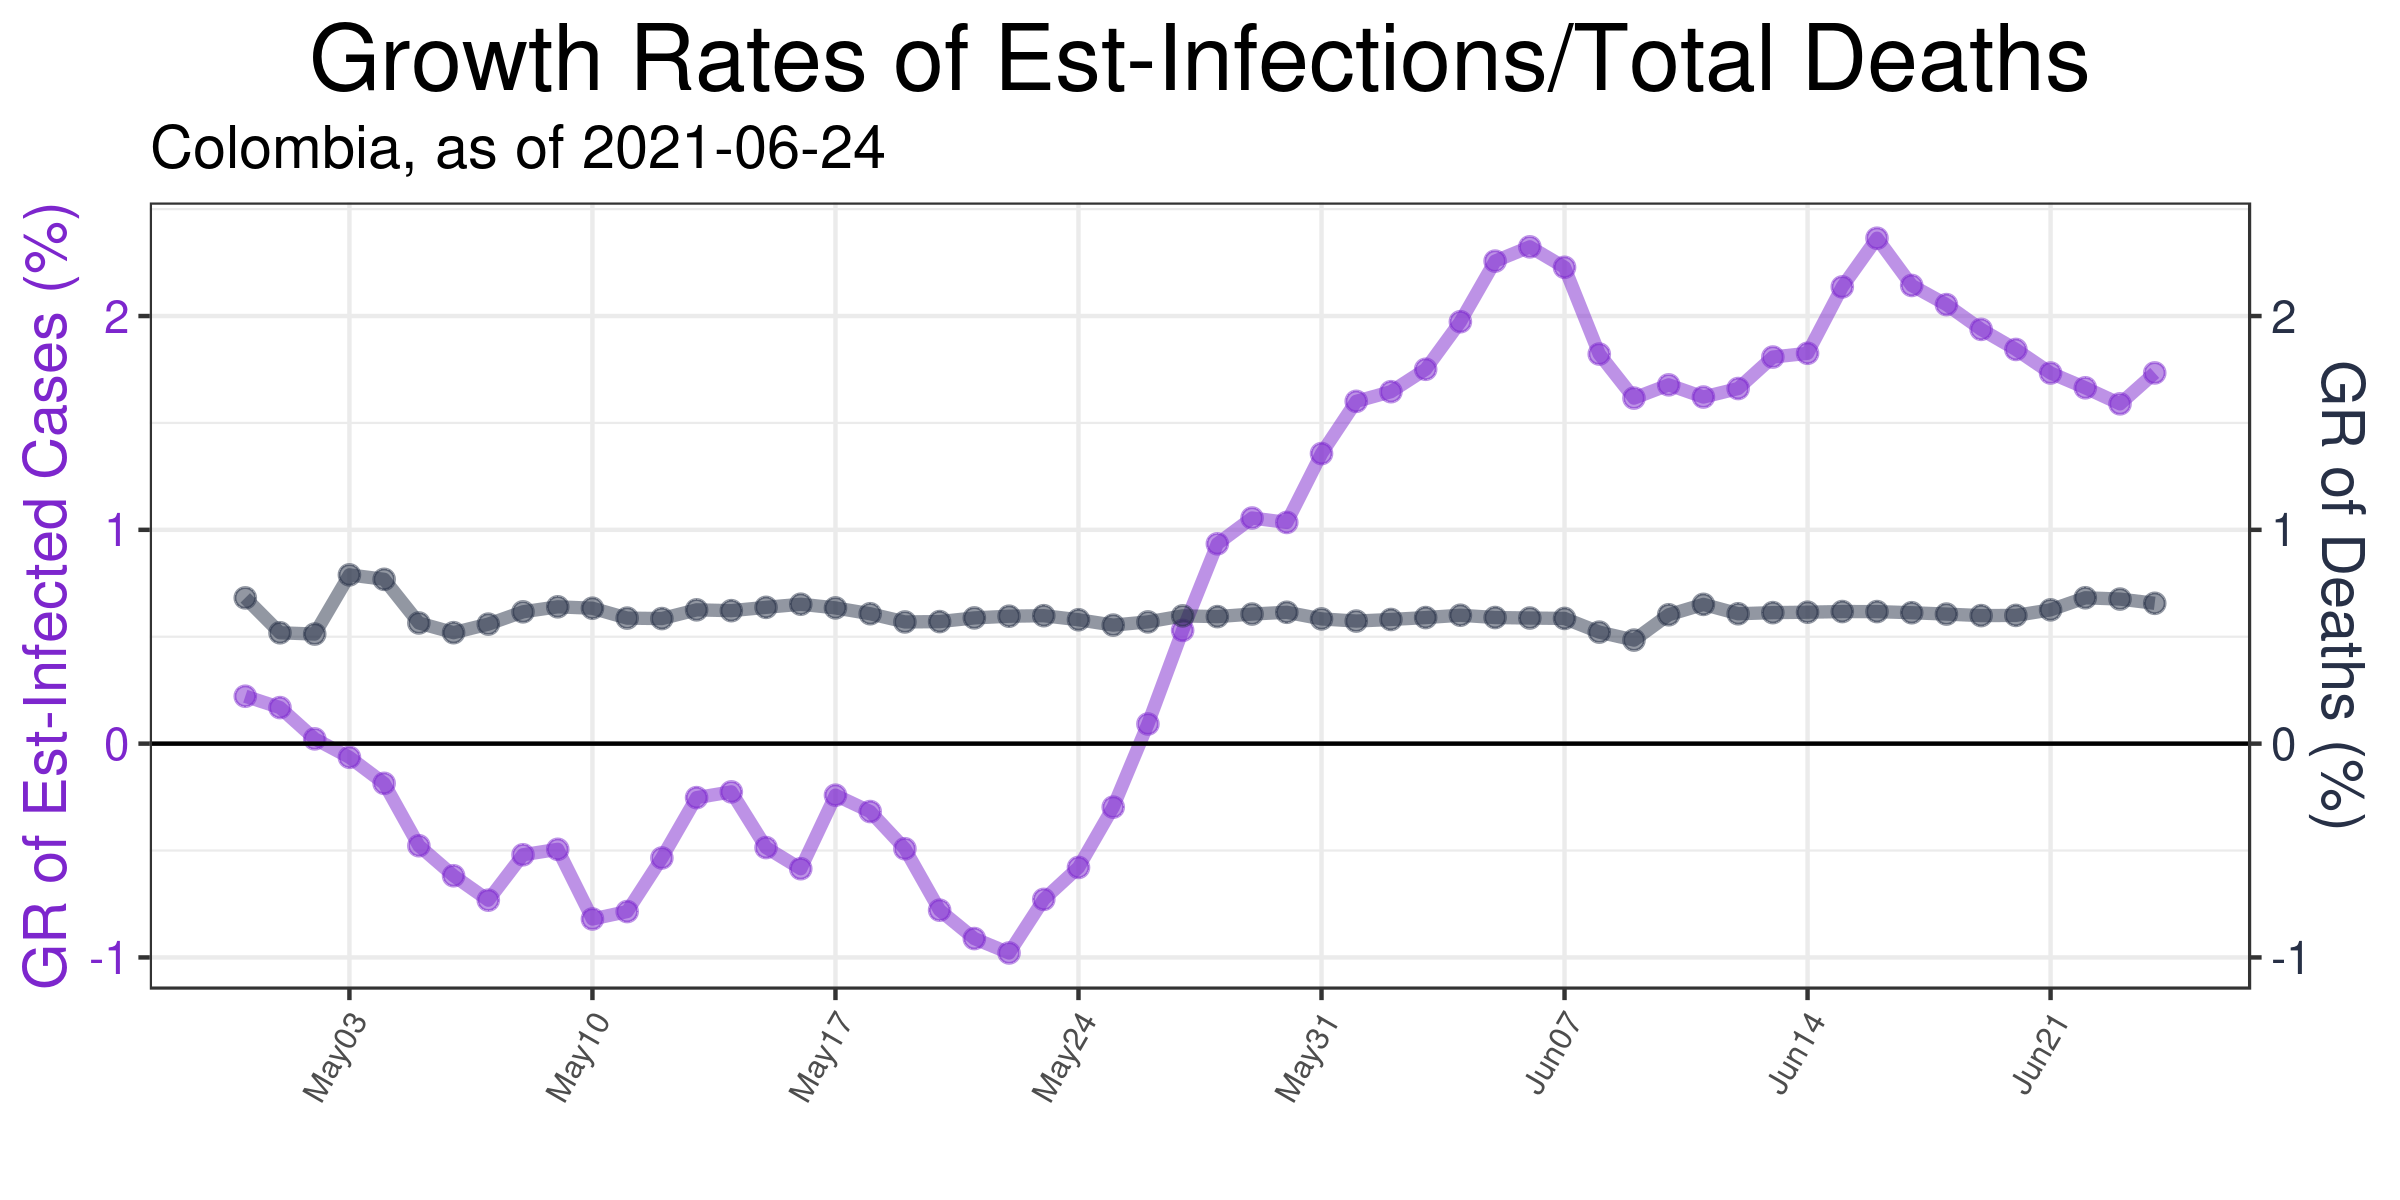 Growth Rates of Est-Infections/Total Deaths
Colombia, as of 2021-06-24
GR of Est-Infected Cases (%)
2
1
0
-1
2
1
0
-1
GR of Deaths (%)
May03
May10
May17
May24
May31
Jun07
Jun14
Jun21